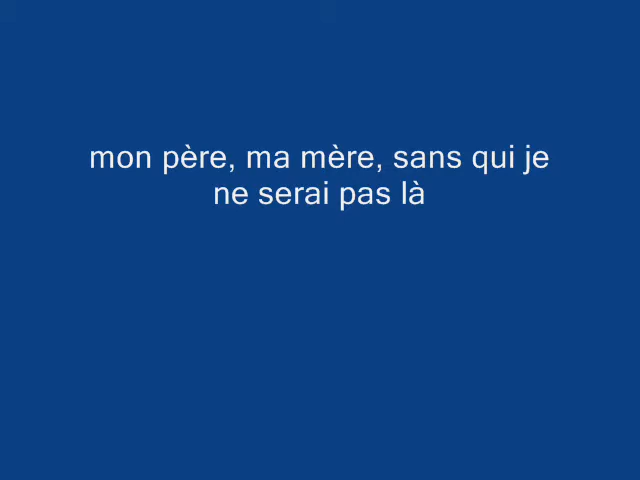 mon père, ma mère, sans qui je
ne serai pas là